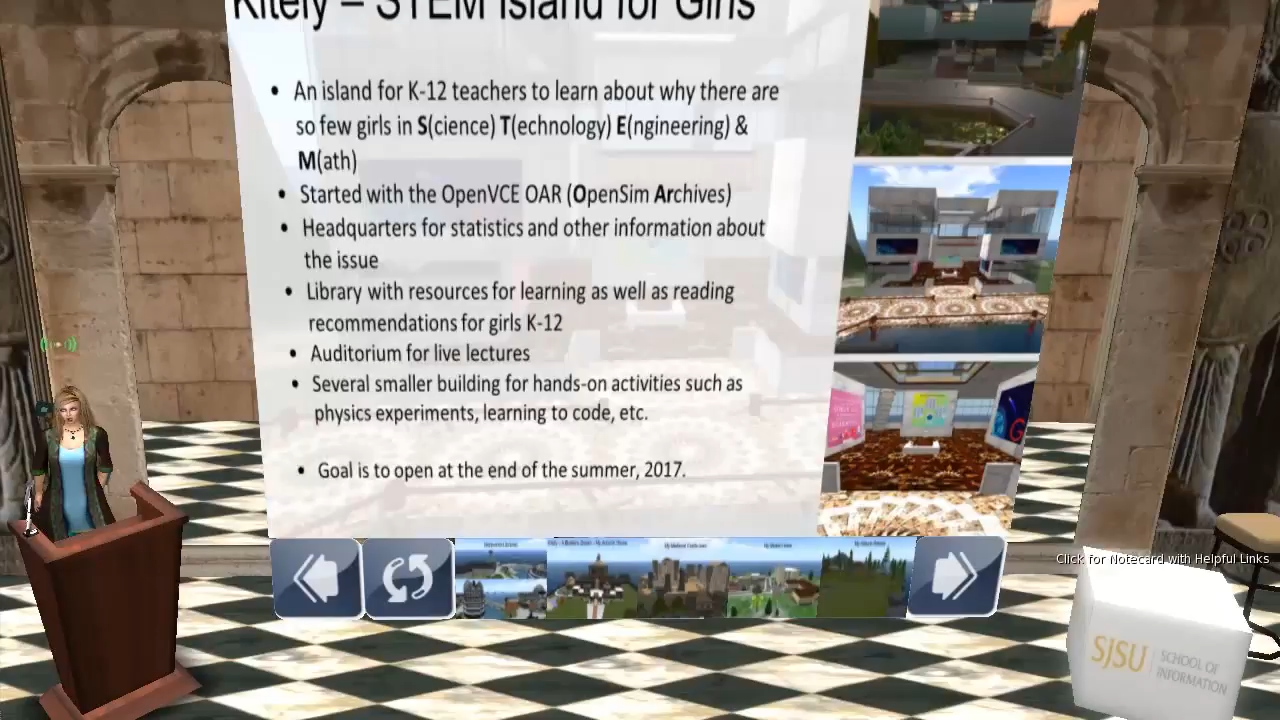 Kitely – STEM Island for Girls
• An island for K-12 teachers to learn about why there are
so few girls in S(cience) T(echnology) E(ngineering) &
M(ath)
• Started with the OpenVCE OAR (OpenSim Archives)
• Headquarters for statistics and other information about
the issue
• Library with resources for learning as well as reading
recommendations for girls K-12
• Auditorium for live lectures
• Several smaller building for hands-on activities such as
physics experiments, learning to code, etc.
• Goal is to open at the end of the summer, 2017.
Click for Notecard with Helpful Links
SJSU | SCHOOL OF
INFORMATION